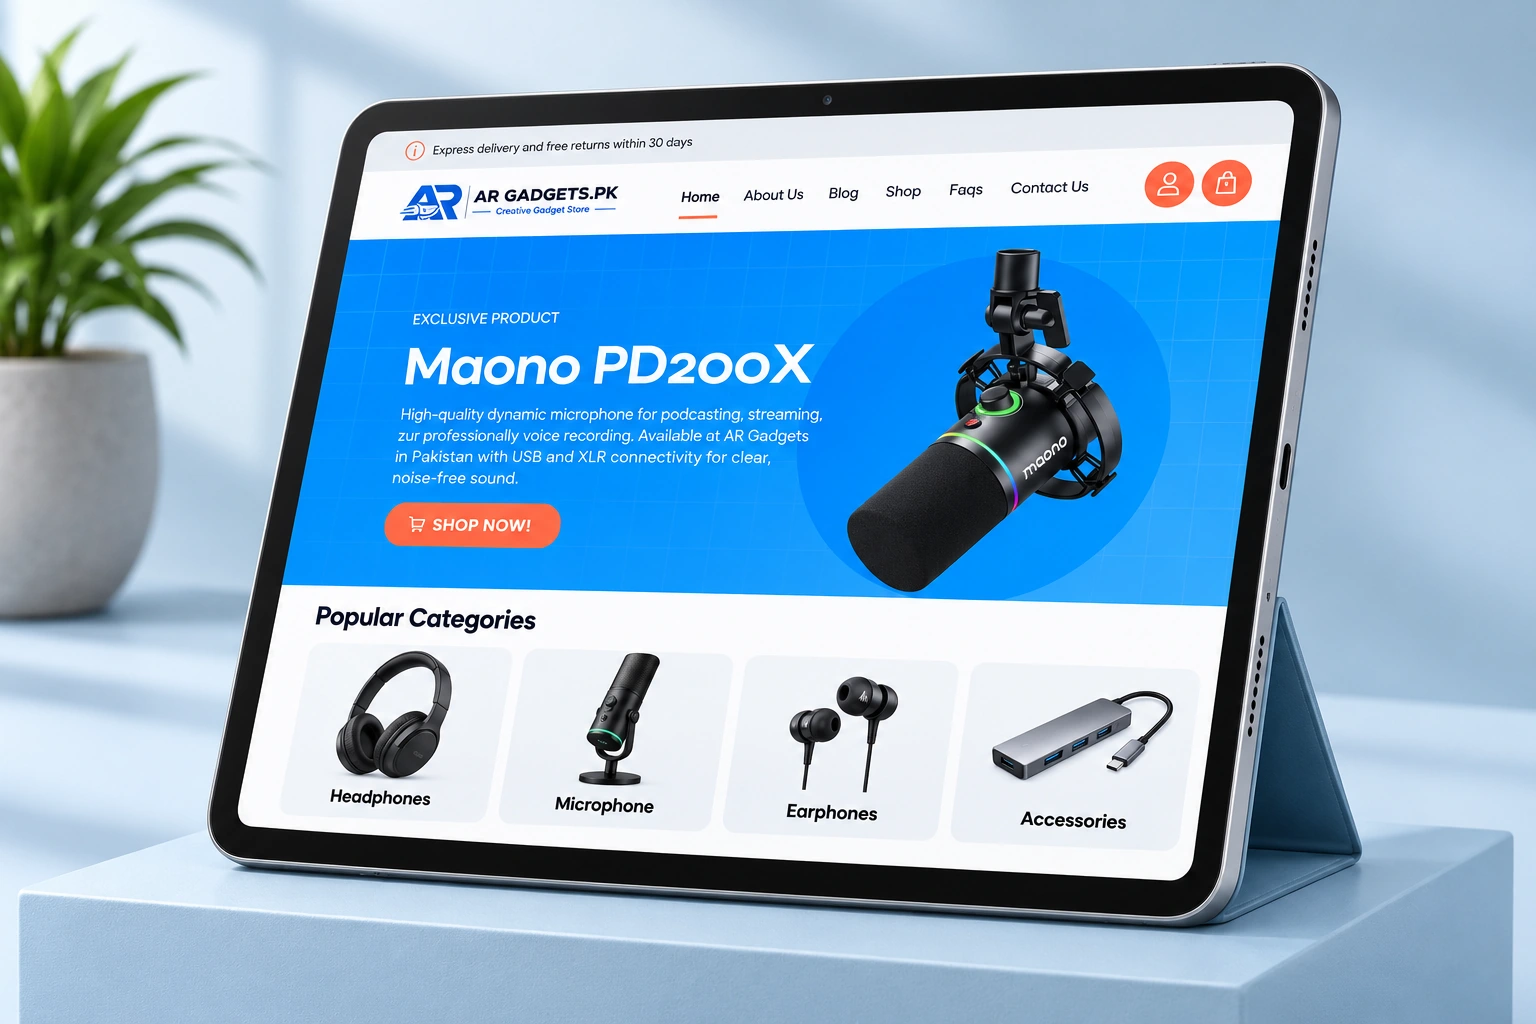 Express delivery and free returns within 30 days
AR
AR GADGETS.PK
Creative Gadget Store
Home
About Us
Blog
Shop
Faqs
Contact Us
EXCLUSIVE PRODUCT
Maono PD200X
High-quality dynamic microphone for podcasting, streaming,
zur professionally voice recording. Available at AR Gadgets
in Pakistan with USB and XLR connectivity for clear,
noise-free sound.
SHOP NOW!
maono
Popular Categories
Headphones
Microphone
Earphones
Accessories